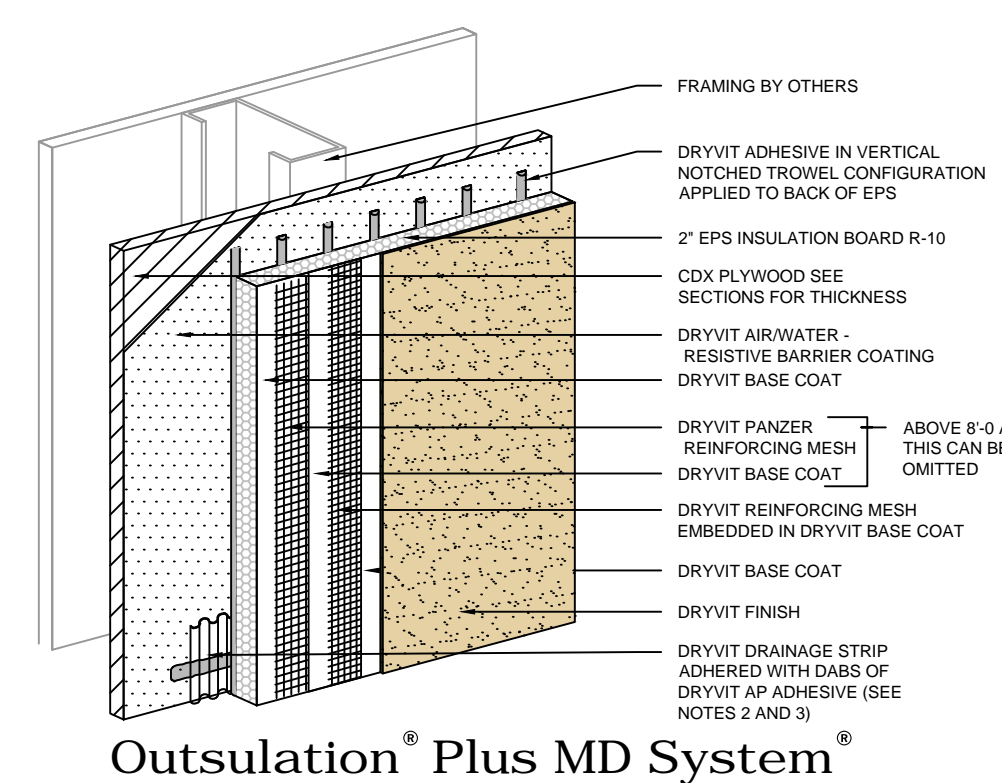 FRAMING BY OTHERS
DRYVIT ADHESIVE IN VERTICAL
NOTCHED TROWEL CONFIGURATION
APPLIED TO BACK OF EPS
2" EPS INSULATION BOARD R-10
CDX PLYWOOD SEE
SECTIONS FOR THICKNESS
DRYVIT AIR/WATER -
RESISTIVE BARRIER COATING
DRYVIT BASE COAT
DRYVIT PANZER
REINFORCING MESH
DRYVIT BASE COAT
ABOVE 8'-0
THIS CAN BE
OMITTED
DRYVIT REINFORCING MESH
EMBEDDED IN DRYVIT BASE COAT
DRYVIT BASE COAT
DRYVIT FINISH
DRYVIT DRAINAGE STRIP
ADHERED WITH DABS OF
DRYVIT AP ADHESIVE (SEE
NOTES 2 AND 3)
Outsulation® Plus MD System®